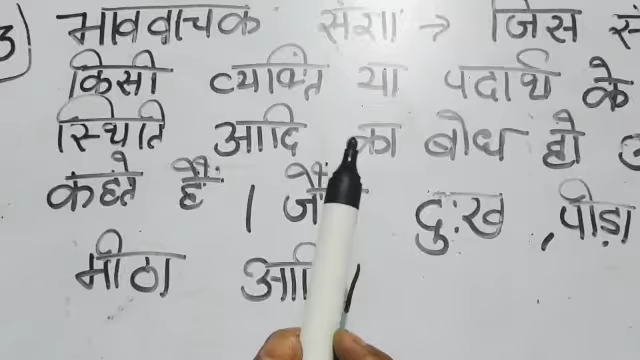 3) भाववाचक संज्ञा → जिस
किसी व्यक्ति या पदार्थ के
स्थिति आदि का बोध हो
कहते हैं । दुःख , पीड़ा
मीठा